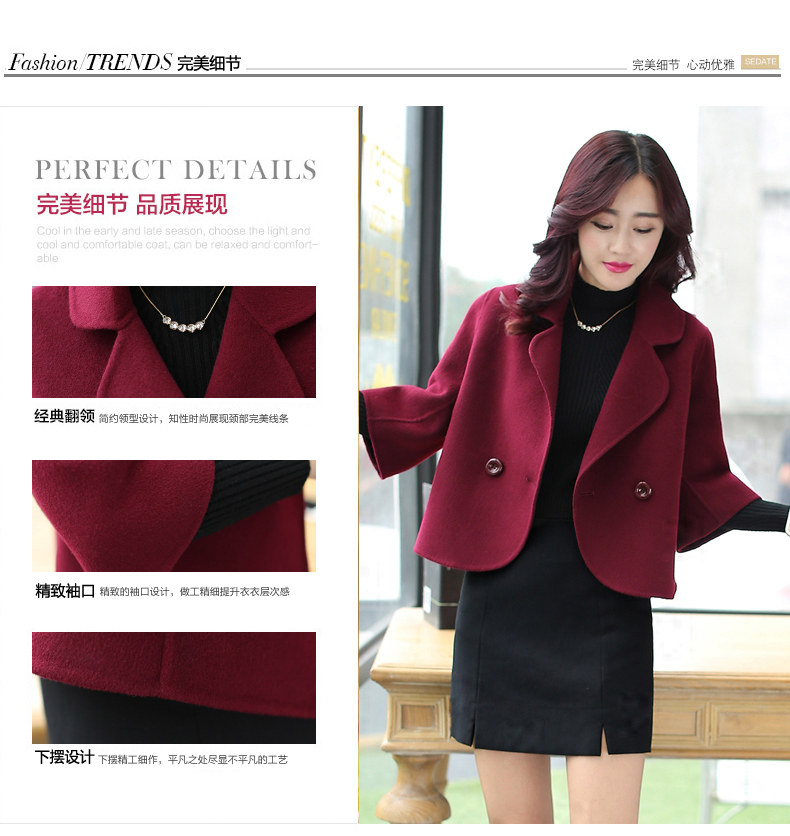 Fashion/TRENDS 完美细节
完美细节 心动优雅 SEDATE
PERFECT DETAILS
完美细节 品质展现
Cool in the early and late season, choose the light and
cool and comfortable coat, can be relaxed and comfort-
able
经典翻领 简约领型设计，知性时尚展现颈部完美线条
精致袖口 精致的袖口设计，做工精细提升衣衣层次感
下摆设计 下摆精工细作，平凡之处尽显不平凡的工艺